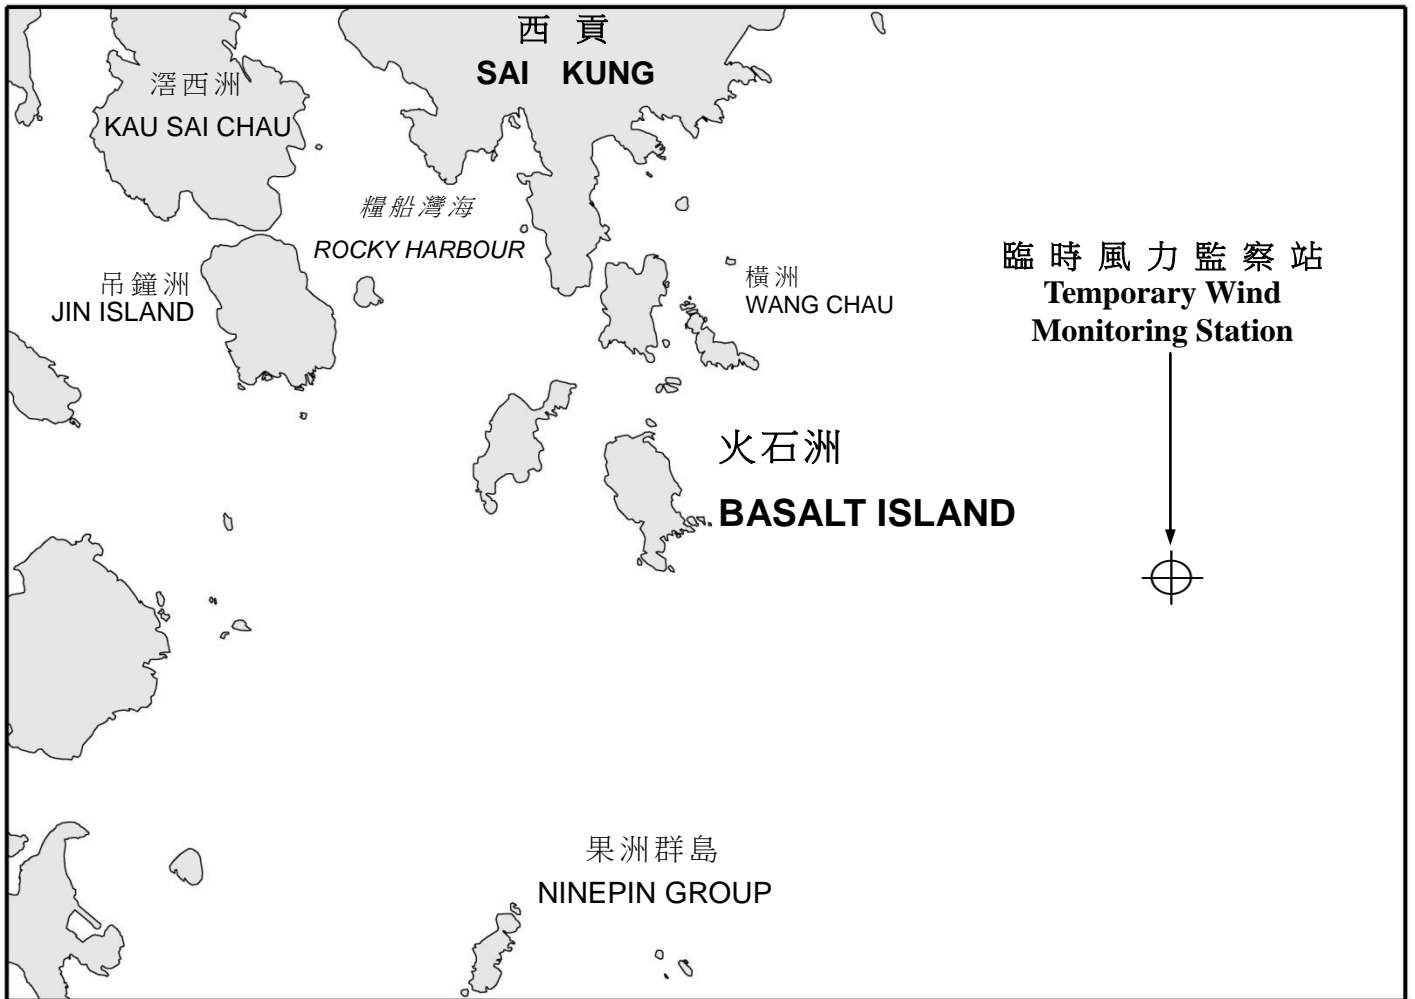 西 貢
SAI KUNG
滘西洲
KAU SAI CHAU
糧船灣海
ROCKY HARBOUR
吊鐘洲
JIN ISLAND
橫洲
WANG CHAU
臨時風力監察站
Temporary Wind
Monitoring Station
火石洲
BASALT ISLAND
果洲群島
NINEPIN GROUP